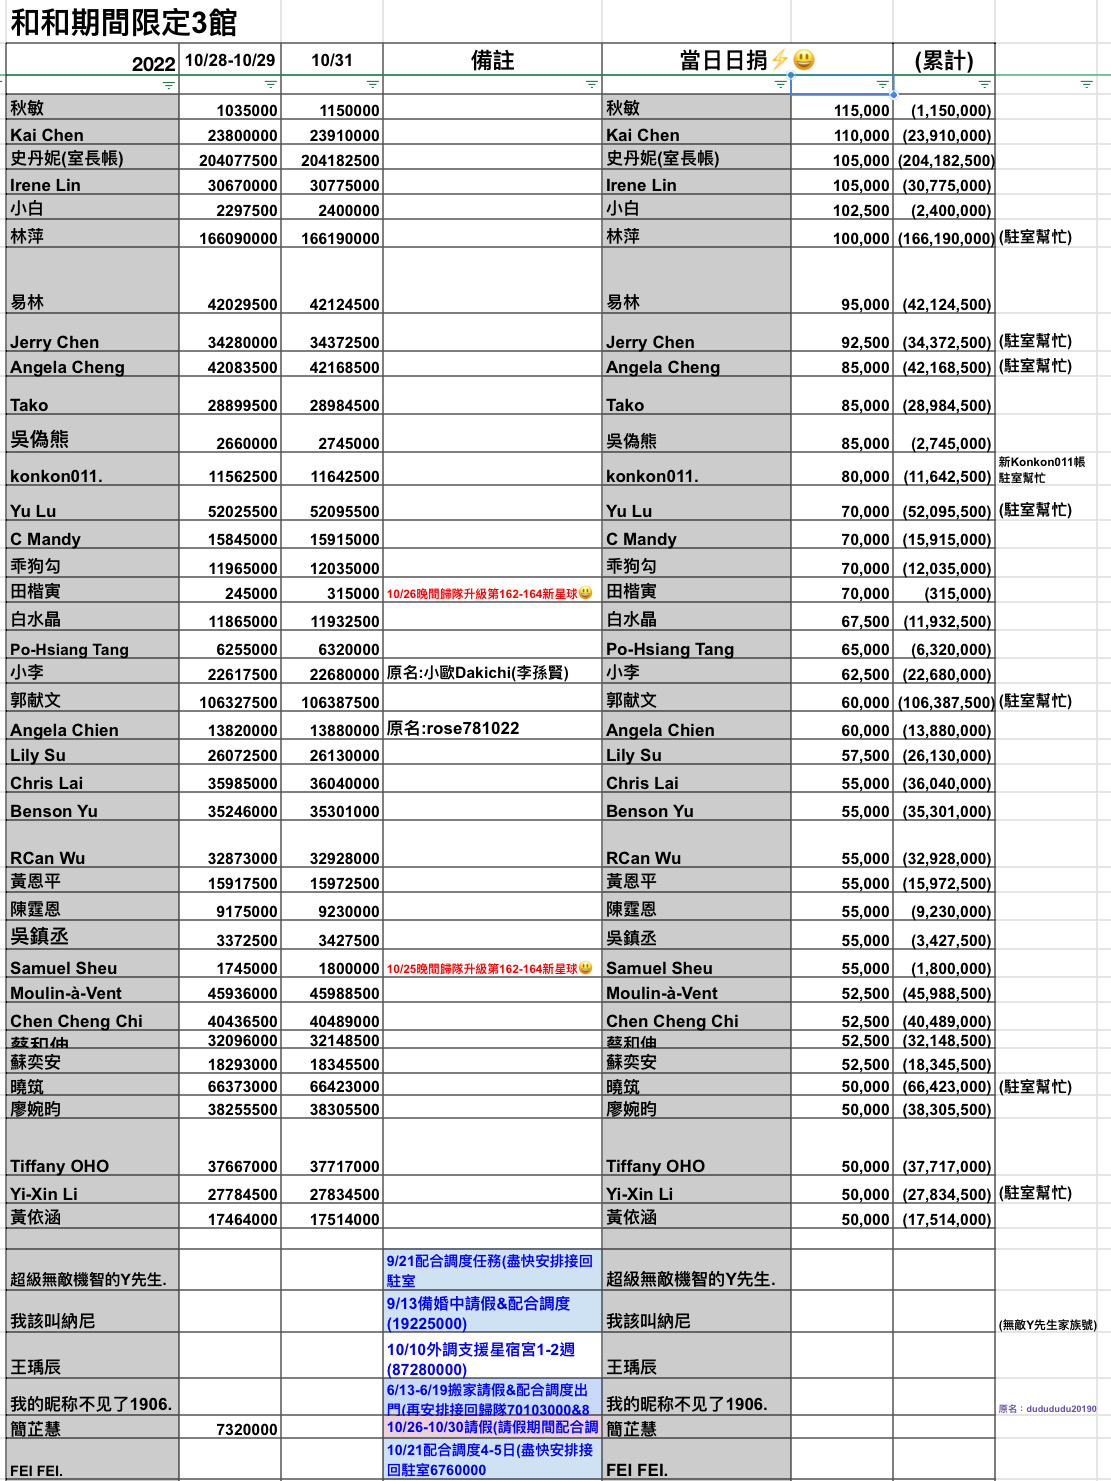 和和期間限定3館
2022 10/28-10/29 10/31 備註 當日日捐⚡😃 (累計)
秋敏 1035000 1150000 秋敏 115,000 (1,150,000)
Kai Chen 23800000 23910000 Kai Chen 110,000 (23,910,000)
史丹妮(室長帳) 204077500 204182500 史丹妮(室長帳) 105,000 (204,182,500)
Irene Lin 30670000 30775000 Irene Lin 105,000 (30,775,000)
小白 2297500 2400000 小白 102,500 (2,400,000)
林萍 166090000 166190000 林萍 100,000 (166,190,000) (駐室幫忙)
易林 42029500 42124500 易林 95,000 (42,124,500)
Jerry Chen 34280000 34372500 Jerry Chen 92,500 (34,372,500) (駐室幫忙)
Angela Cheng 42083500 42168500 Angela Cheng 85,000 (42,168,500) (駐室幫忙)
Tako 28899500 28984500 Tako 85,000 (28,984,500)
吳偽熊 2660000 2745000 吳偽熊 85,000 (2,745,000)
konkon011. 11562500 11642500 konkon011. 80,000 (11,642,500) 新Konkon011帳
駐室幫忙
Yu Lu 52025500 52095500 Yu Lu 70,000 (52,095,500) (駐室幫忙)
C Mandy 15845000 15915000 C Mandy 70,000 (15,915,000)
乖狗勾 11965000 12035000 乖狗勾 70,000 (12,035,000)
田楷寅 245000 315000 10/26晚間歸隊升級第162-164新星球😃 田楷寅 70,000 (315,000)
白水晶 11865000 11932500 白水晶 67,500 (11,932,500)
Po-Hsiang Tang 6255000 6320000 Po-Hsiang Tang 65,000 (6,320,000)
小李 22617500 22680000 原名:小歐Dakichi(李孫賢) 小李 62,500 (22,680,000)
郭献文 106327500 106387500 郭献文 60,000 (106,387,500) (駐室幫忙)
Angela Chien 13820000 13880000 原名:rose781022 Angela Chien 60,000 (13,880,000)
Lily Su 26072500 26130000 Lily Su 57,500 (26,130,000)
Chris Lai 35985000 36040000 Chris Lai 55,000 (36,040,000)
Benson Yu 35246000 35301000 Benson Yu 55,000 (35,301,000)
RCan Wu 32873000 32928000 RCan Wu 55,000 (32,928,000)
黃恩平 15917500 15972500 黃恩平 55,000 (15,972,500)
陳霆恩 9175000 9230000 陳霆恩 55,000 (9,230,000)
吳鎮丞 3372500 3427500 吳鎮丞 55,000 (3,427,500)
Samuel Sheu 1745000 1800000 10/25晚間歸隊升級第162-164新星球😃 Samuel Sheu 55,000 (1,800,000)
Moulin-à-Vent 45936000 45988500 Moulin-à-Vent 52,500 (45,988,500)
Chen Cheng Chi 40436500 40489000 Chen Cheng Chi 52,500 (40,489,000)
蔡和伸 32096000 32148500 蔡和伸 52,500 (32,148,500)
蘇奕安 18293000 18345500 蘇奕安 52,500 (18,345,500)
曉筑 66373000 66423000 曉筑 50,000 (66,423,000) (駐室幫忙)
廖婉昀 38255500 38305500 廖婉昀 50,000 (38,305,500)
Tiffany OHO 37667000 37717000 Tiffany OHO 50,000 (37,717,000)
Yi-Xin Li 27784500 27834500 Yi-Xin Li 50,000 (27,834,500) (駐室幫忙)
黃依涵 17464000 17514000 黃依涵 50,000 (17,514,000)
9/21配合調度任務(盡快安排接回
超級無敵機智的Y先生. 駐室 超級無敵機智的Y先生.
9/13備婚中請假&配合調度
我該叫納尼 (19225000) 我該叫納尼 (無敵Y先生家族號)
10/10外調支援星宿宮1-2週
王瑀辰 (87280000) 王瑀辰
6/13-6/19搬家請假&配合調度出
我的昵称不见了1906. 門(再安排接回歸隊70103000&8 我的昵称不见了1906. 原名：dudududu20190
簡芷慧 7320000 10/26-10/30請假(請假期間配合調 簡芷慧
10/21配合調度4-5日(盡快安排接
FEI FEI. 回駐室6760000 FEI FEI.